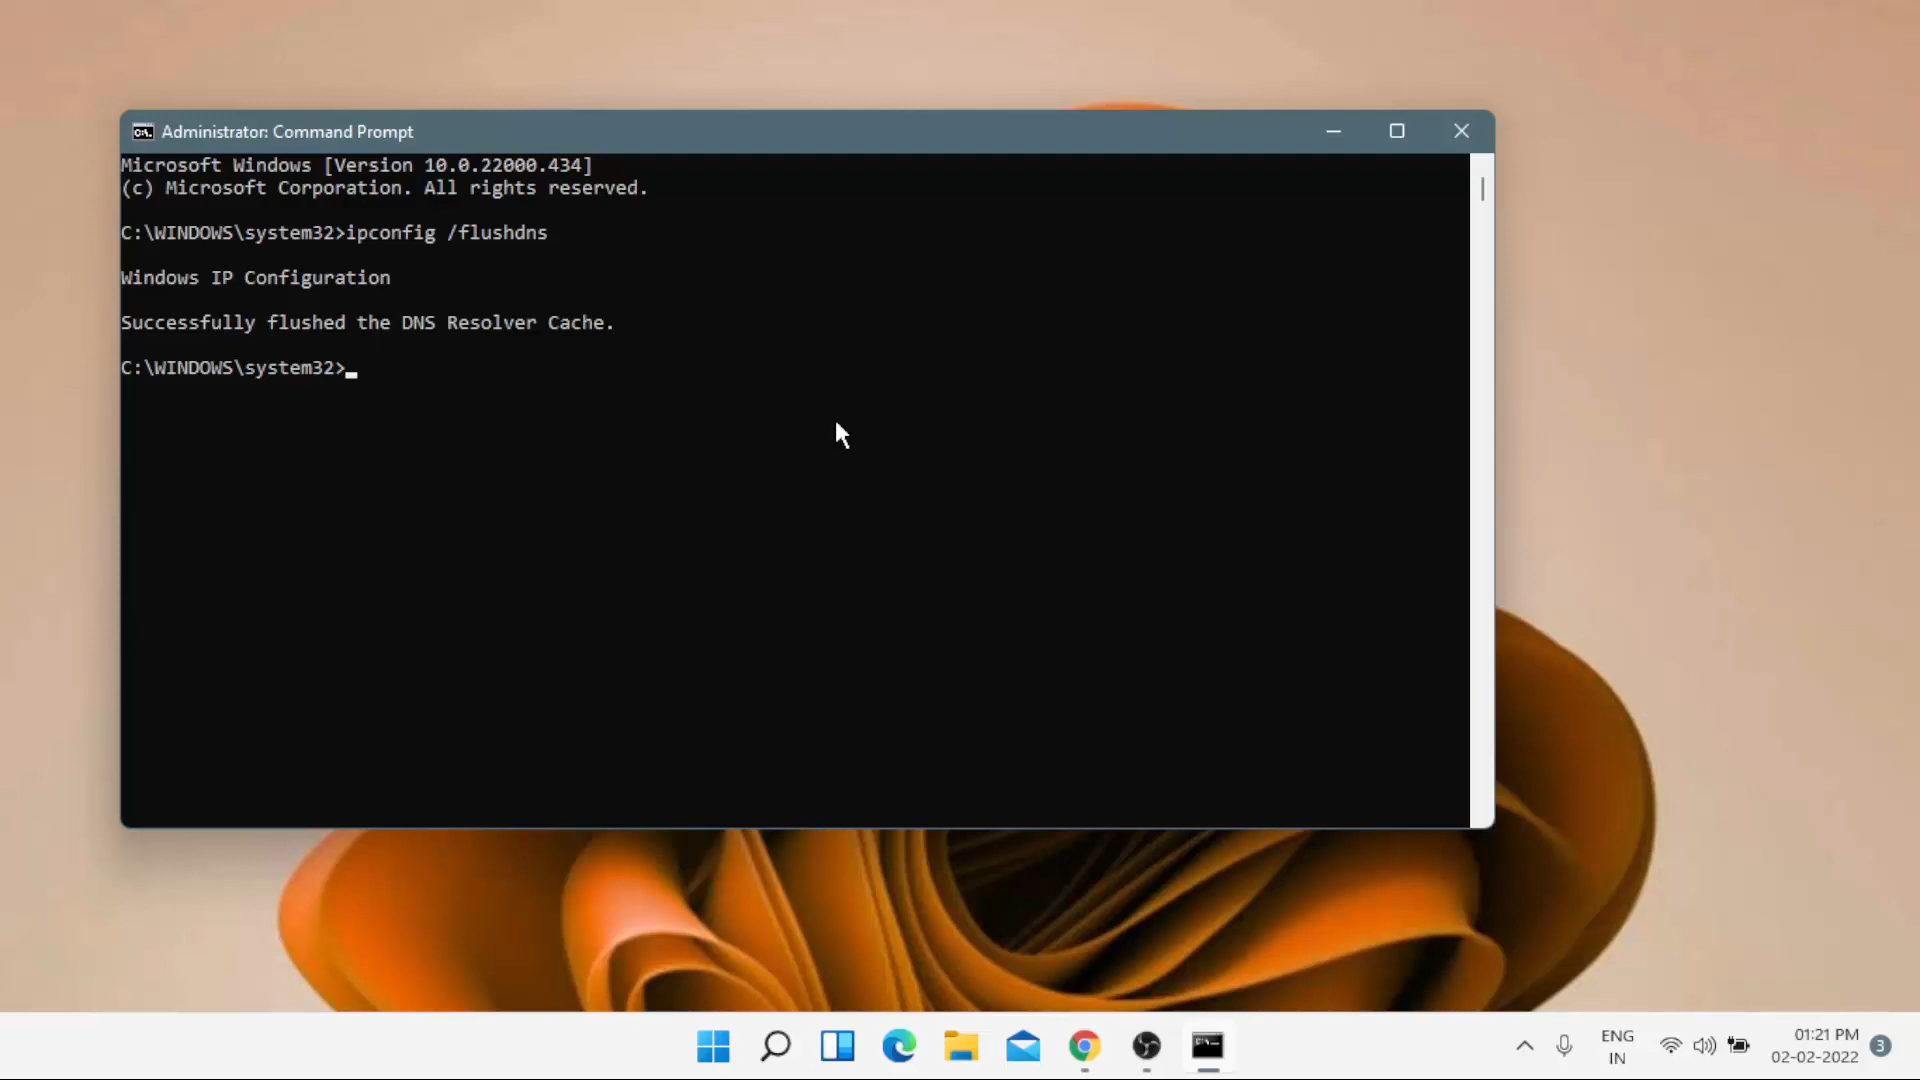 Administrator: Command Prompt
Microsoft Windows [Version 10.0.22000.434]
(c) Microsoft Corporation. All rights reserved.
C:\WINDOWS\system32>ipconfig /flushdns
Windows IP Configuration
Successfully flushed the DNS Resolver Cache.
C:\WINDOWS\system32>
ENG
IN
01:21 PM
02-02-2022
3